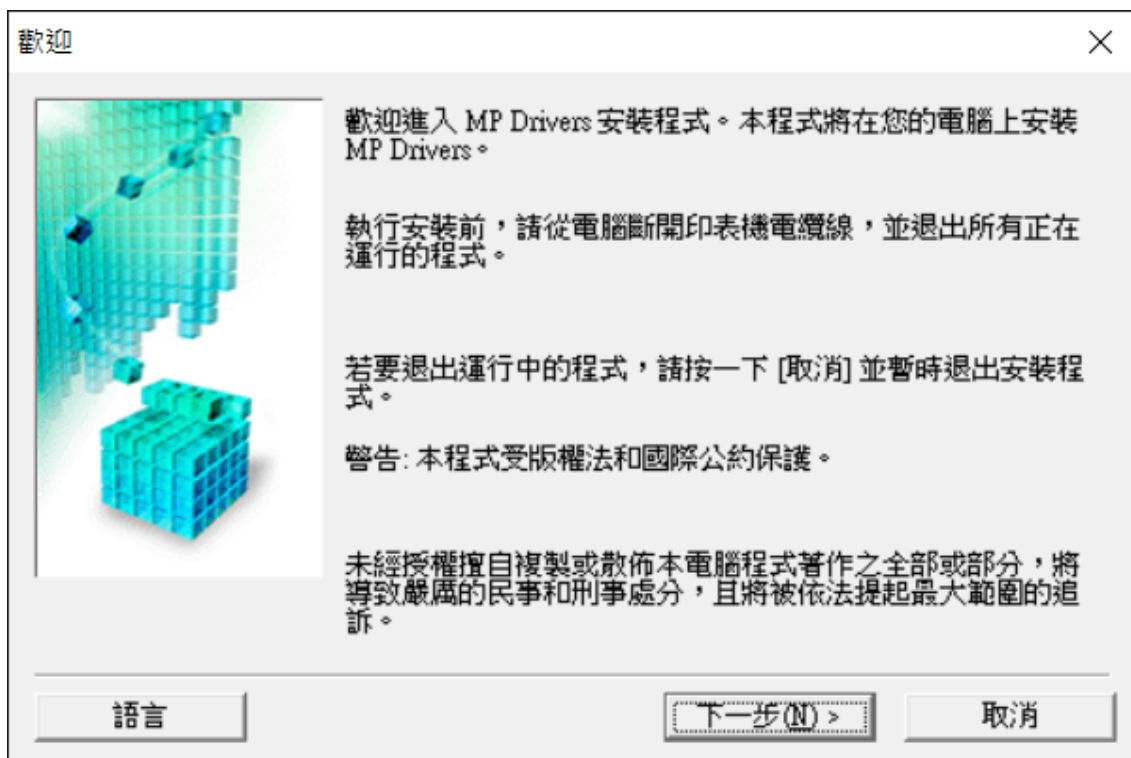 歡迎
歡迎進入 MP Drivers 安裝程式。本程式將在您的電腦上安裝
MP Drivers。
執行安裝前，請從電腦斷開印表機電纜線，並退出所有正在
運行的程式。
若要退出運行中的程式，請按一下 [取消] 並暫時退出安裝程
式。
警告: 本程式受版權法和國際公約保護。
未經授權擅自複製或散佈本電腦程式著作之全部或部分，將
導致嚴厲的民事和刑事處分，且將被依法提起最大範圍的追
訴。
語言 下一步(N) > 取消